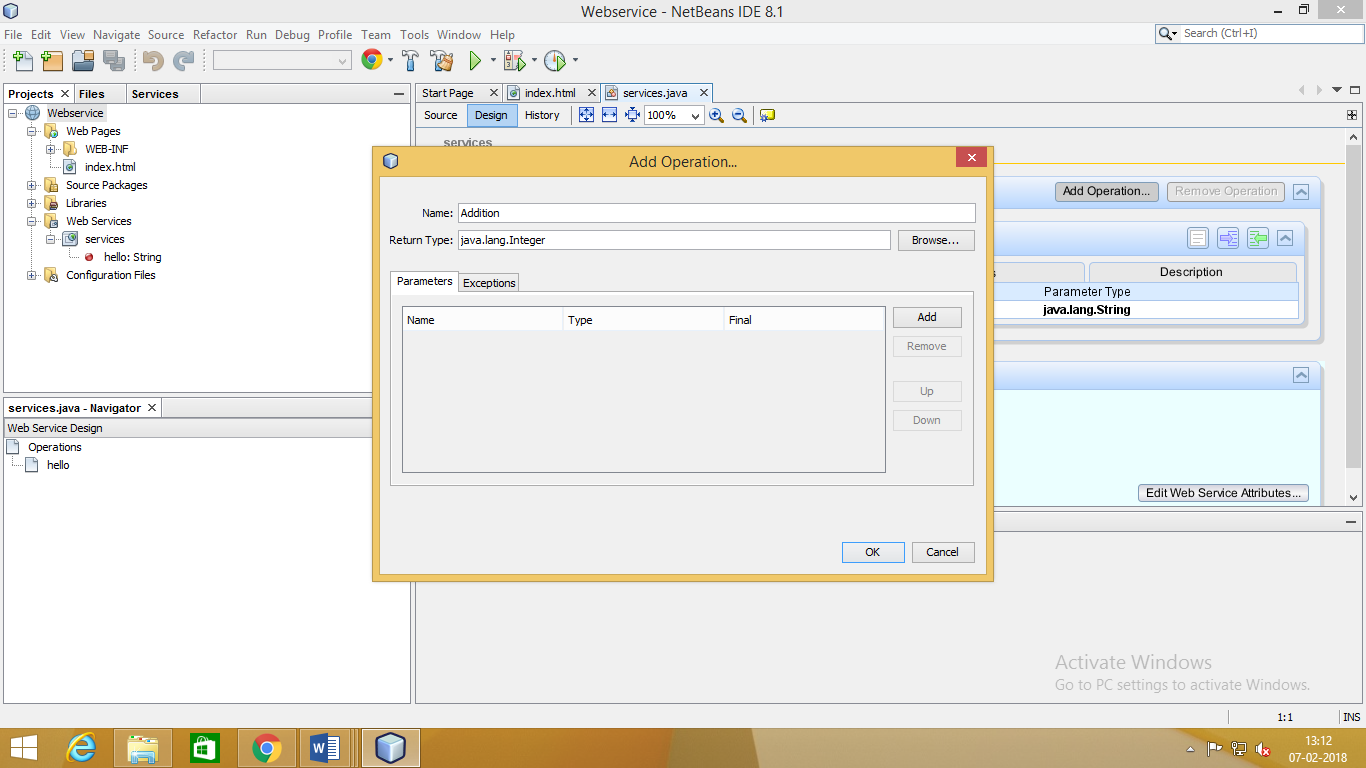 Webservice - NetBeans IDE 8.1
File Edit View Navigate Source Refactor Run Debug Profile Team Tools Window Help
Search (Ctrl+I)
Projects Files Services
Webservice
Web Pages
WEB-INF
index.html
Source Packages
Libraries
Web Services
services
hello: String
Configuration Files
services.java - Navigator
Web Service Design
Operations
hello
Start Page index.html services.java
Source Design History 100%
services
Add Operation... Remove Operation
s Description
Parameter Type
java.lang.String
Edit Web Service Attributes...
Add Operation...
Name: Addition
Return Type: java.lang.Integer Browse...
Parameters Exceptions
Name Type Final
Add
Remove
Up
Down
OK Cancel
Activate Windows
Go to PC settings to activate Windows.
1:1 INS
13:12
07-02-2018